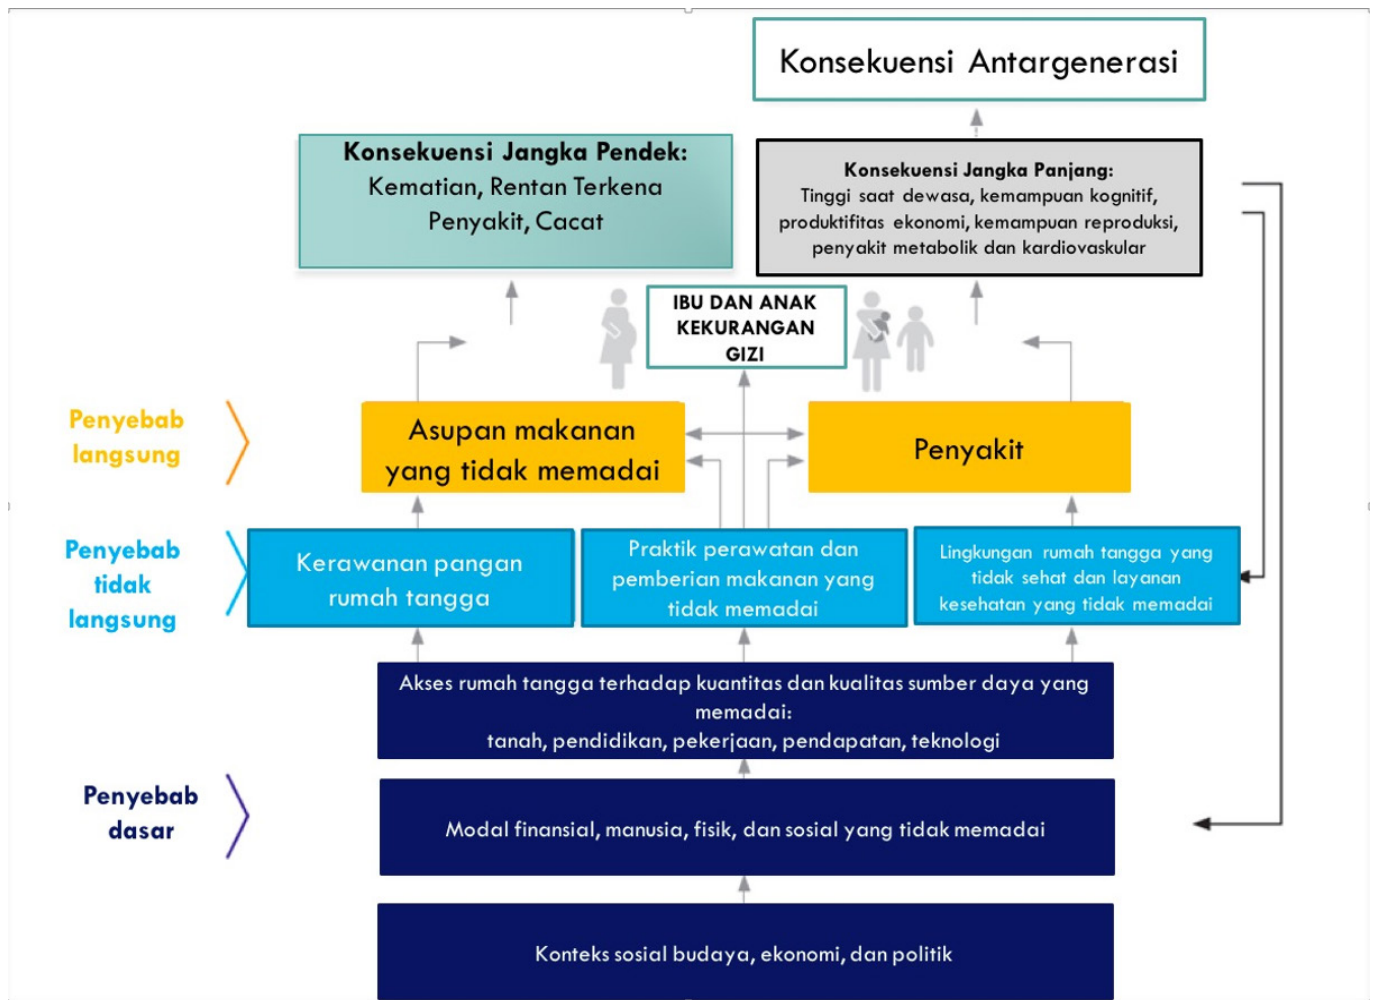 Konsekuensi Antargenerasi
Konsekuensi Jangka Pendek:
Kematian, Rentan Terkena
Penyakit, Cacat
Konsekuensi Jangka Panjang:
Tinggi saat dewasa, kemampuan kognitif,
produktifitas ekonomi, kemampuan reproduksi,
penyakit metabolik dan kardiovaskular
IBU DAN ANAK
KEKURANGAN
GIZI
Penyebab
langsung
Asupan makanan
yang tidak memadai
Penyakit
Penyebab
tidak
langsung
Kerawanan pangan
rumah tangga
Praktik perawatan dan
pemberian makanan yang
tidak memadai
Lingkungan rumah tangga yang
tidak sehat dan layanan
kesehatan yang tidak memadai
Akses rumah tangga terhadap kuantitas dan kualitas sumber daya yang
memadai:
tanah, pendidikan, pekerjaan, pendapatan, teknologi
Penyebab
dasar
Modal finansial, manusia, fisik, dan sosial yang tidak memadai
Konteks sosial budaya, ekonomi, dan politik